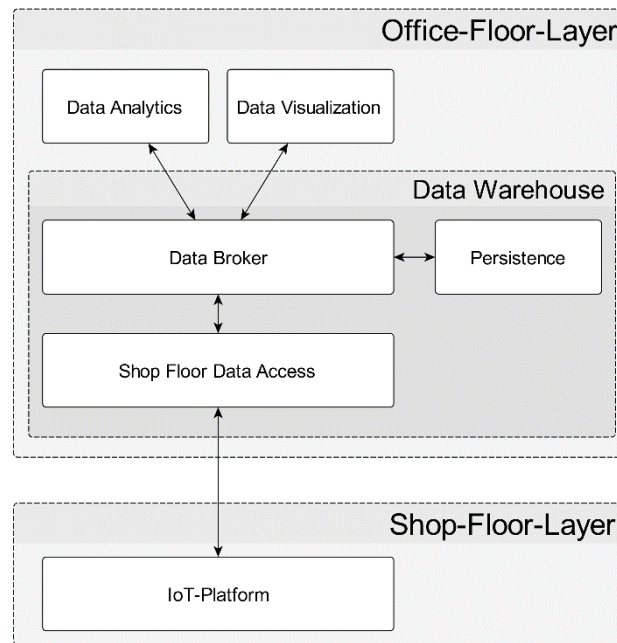 Office-Floor-Layer
Data Analytics
Data Visualization
Data Warehouse
Data Broker
Persistence
Shop Floor Data Access
Shop-Floor-Layer
IoT-Platform